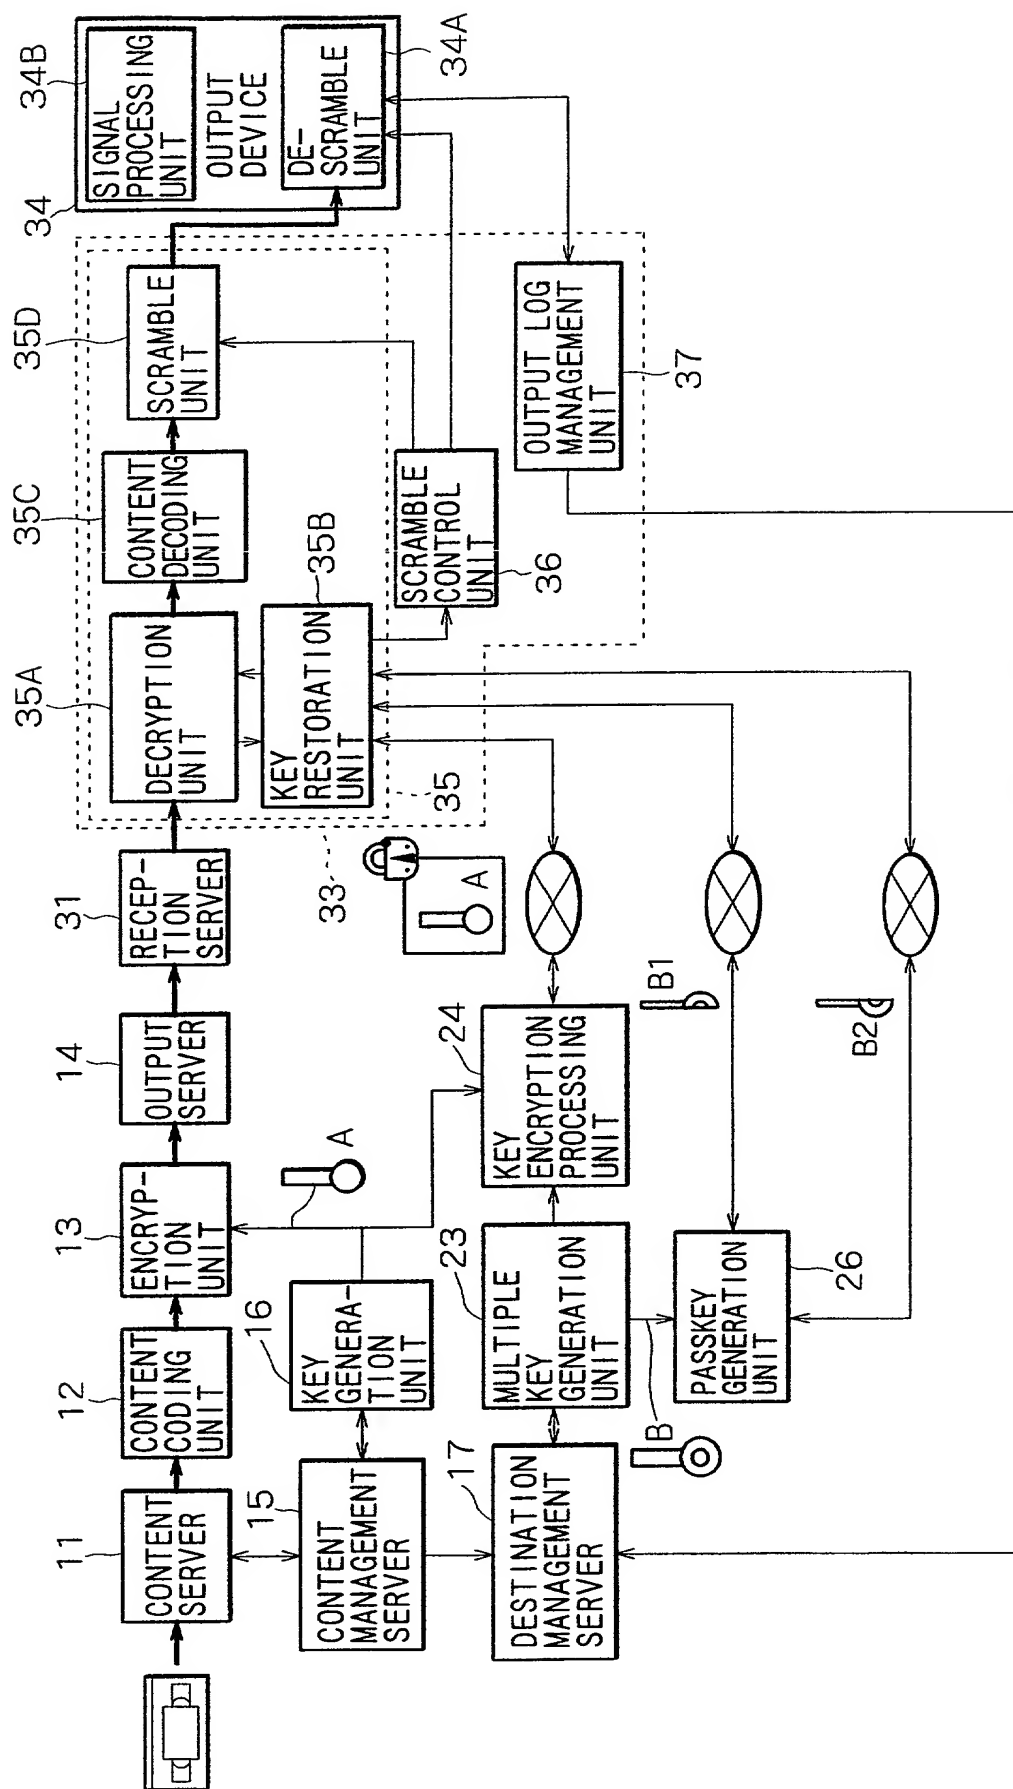 11
CONTENT
SERVER
12
CONTENT
CODING
UNIT
13
ENCRYP-
TION
UNIT
14
OUTPUT
SERVER
31
RECEP-
TION
SERVER
35A
DECRYPTION
UNIT
35C
CONTENT
DECODING
UNIT
35D
SCRAMBLE
UNIT
34
34B
SIGNAL
PROCESSING
UNIT
OUTPUT
DEVICE
DE-
SCRAMBLE
UNIT
34A
15
CONTENT
MANAGEMENT
SERVER
16
KEY
GENERA-
TION
UNIT
A
33
A
KEY
RESTORATION
UNIT
35B
35
SCRAMBLE
CONTROL
UNIT
36
OUTPUT LOG
MANAGEMENT
UNIT
37
17
DESTINATION
MANAGEMENT
SERVER
23
MULTIPLE
KEY
GENERATION
UNIT
24
KEY
ENCRYPTION
PROCESSING
UNIT
B
PASSKEY
GENERATION
UNIT
26
B1
B2